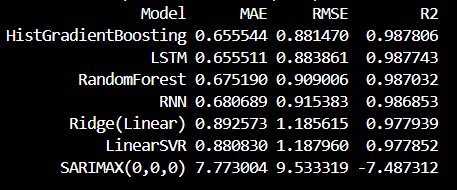 Model MAE RMSE R2
HistGradientBoosting 0.655544 0.881470 0.987806
LSTM 0.655511 0.883861 0.987743
RandomForest 0.675190 0.909006 0.987032
RNN 0.680689 0.915383 0.986853
Ridge(Linear) 0.892573 1.185615 0.977939
LinearSVR 0.880830 1.187960 0.977852
SARIMAX(0,0,0) 7.773004 9.533319 -7.487312